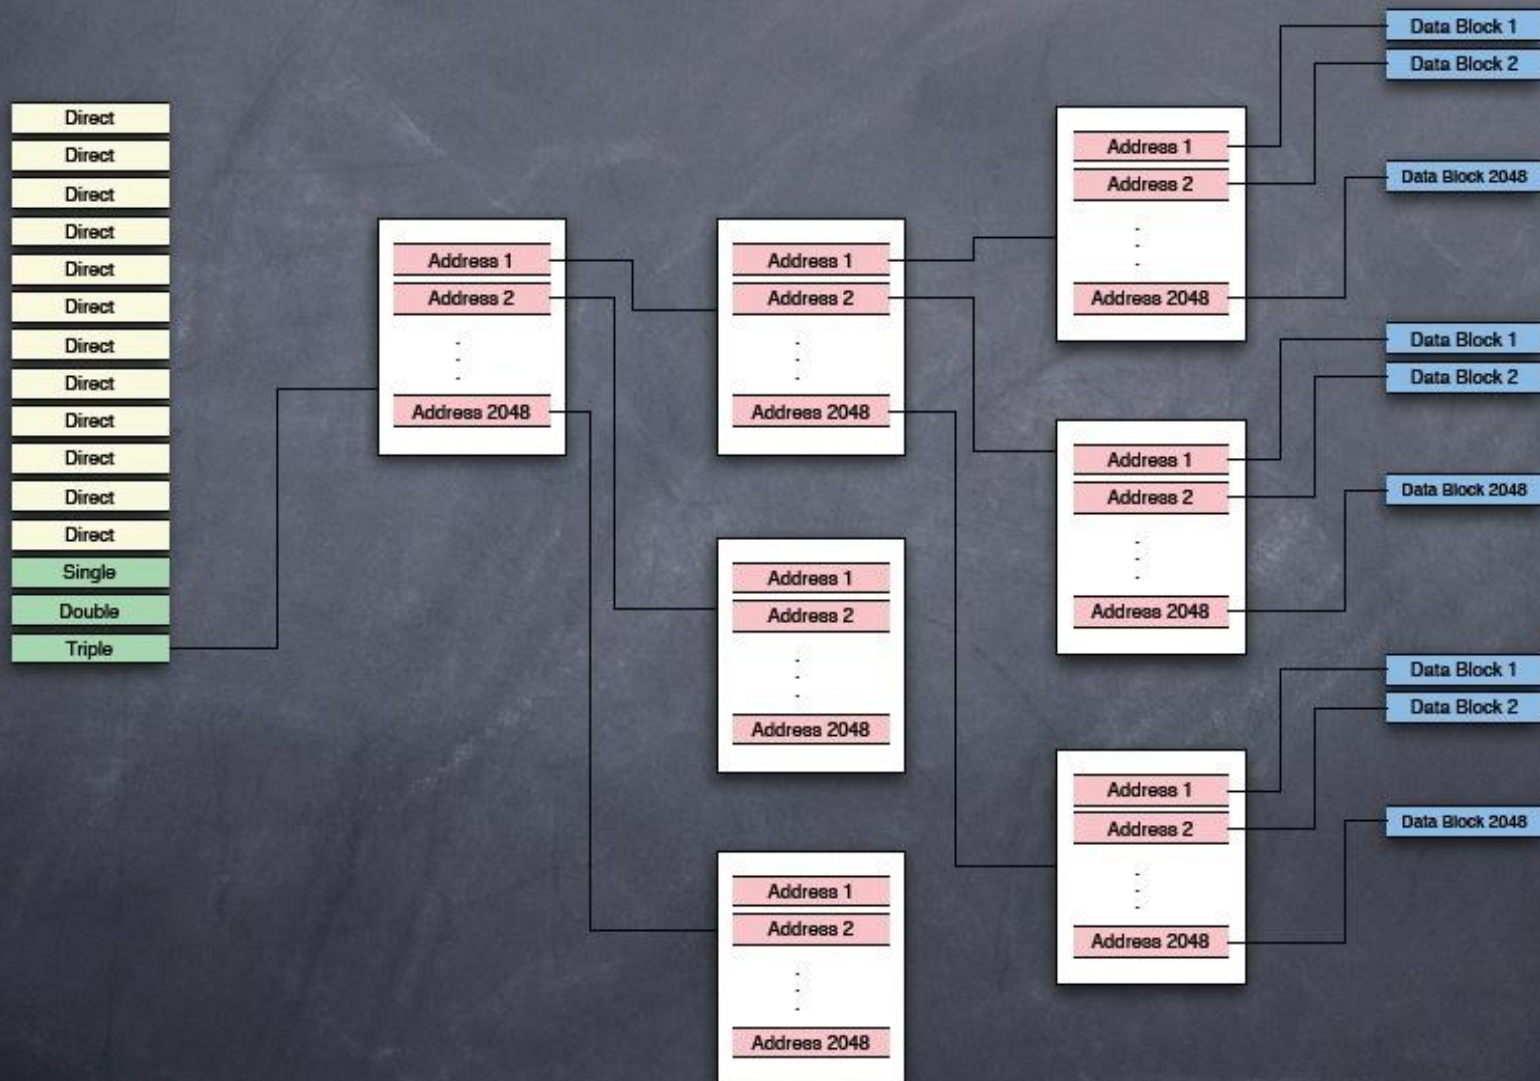 Direct
Direct
Direct
Direct
Direct
Direct
Direct
Direct
Direct
Direct
Direct
Direct
Single
Double
Triple
Address 1
Address 2
Address 2048
Address 1
Address 2
Address 2048
Address 1
Address 2
Address 2048
Address 1
Address 2
Address 2048
Address 1
Address 2
Address 2048
Address 1
Address 2
Address 2048
Address 1
Address 2
Address 2048
Data Block 1
Data Block 2
Data Block 2048
Data Block 1
Data Block 2
Data Block 2048
Data Block 1
Data Block 2
Data Block 2048